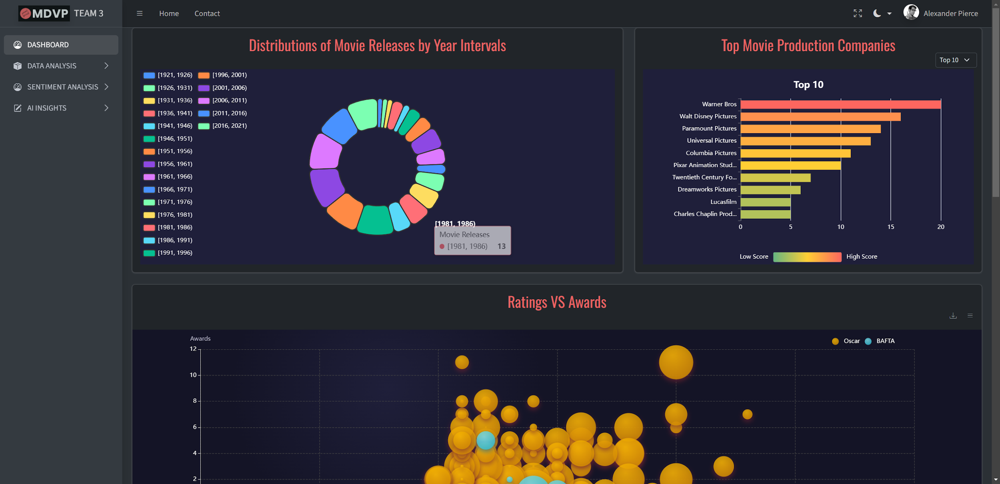 MDVP TEAM 3
Home
Contact
Alexander Pierce
DASHBOARD
DATA ANALYSIS
SENTIMENT ANALYSIS
AI INSIGHTS
Distributions of Movie Releases by Year Intervals
[1921, 1926)
[1926, 1931)
[1931, 1936)
[1936, 1941)
[1941, 1946)
[1946, 1951)
[1951, 1956)
[1956, 1961)
[1961, 1966)
[1966, 1971)
[1971, 1976)
[1976, 1981)
[1981, 1986)
[1986, 1991)
[1991, 1996)
[1996, 2001)
[2001, 2006)
[2006, 2011)
[2011, 2016)
[2016, 2021)
[1981, 1986)
Movie Releases
[1981, 1986) 13
Top Movie Production Companies
Top 10
Top 10
Warner Bros
Walt Disney Pictures
Paramount Pictures
Universal Pictures
Columbia Pictures
Pixar Animation Stud...
Twentieth Century Fo...
Dreamworks Pictures
Lucasfilm
Charles Chaplin Prod...
0 5 10 15 20
Low Score High Score
Ratings VS Awards
Awards
Oscar BAFTA
12
10
8
6
4
2